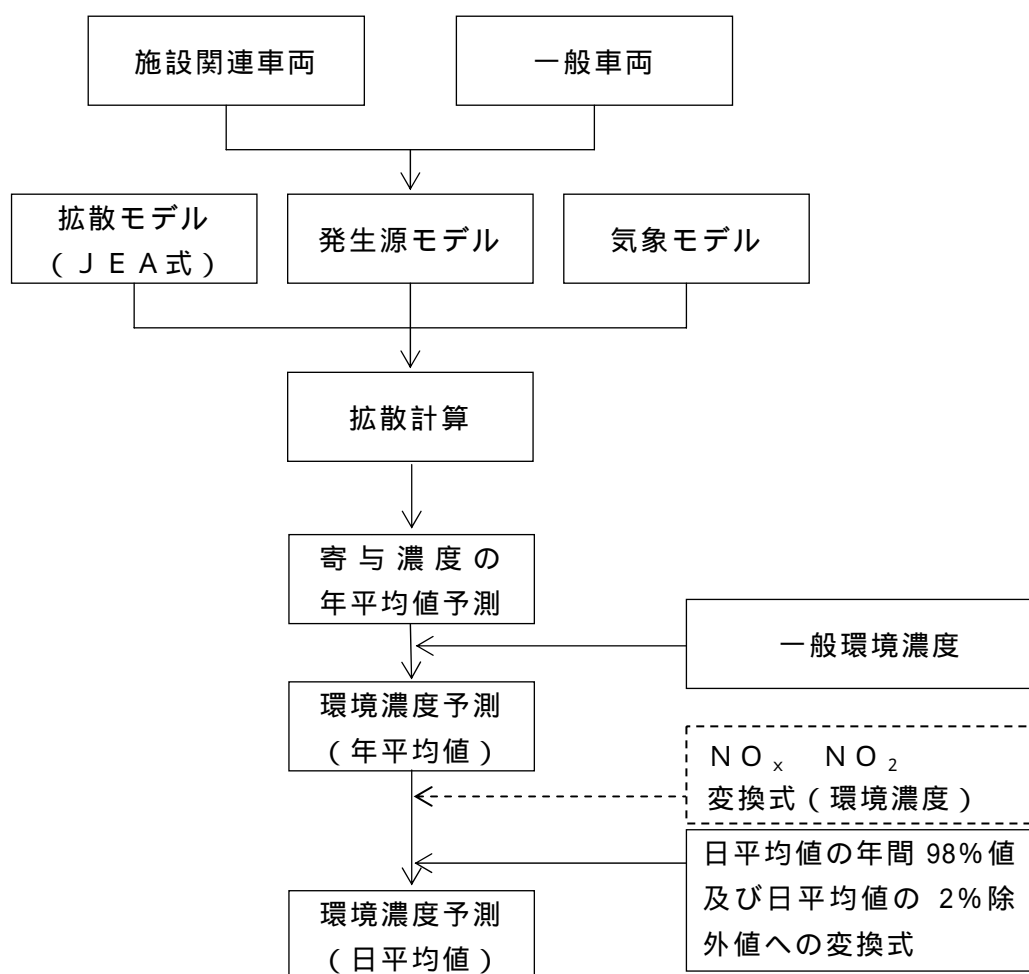 施設関連車両
一般車両
拡散モデル
(JEA式)
発生源モデル
気象モデル
拡散計算
寄与濃度の
年平均値予測
一般環境濃度
環境濃度予測
(年平均値)
NOₓ NO₂
変換式(環境濃度)
日平均値の年間98%値
及び日平均値の 2%除
外値への変換式
環境濃度予測
(日平均値)